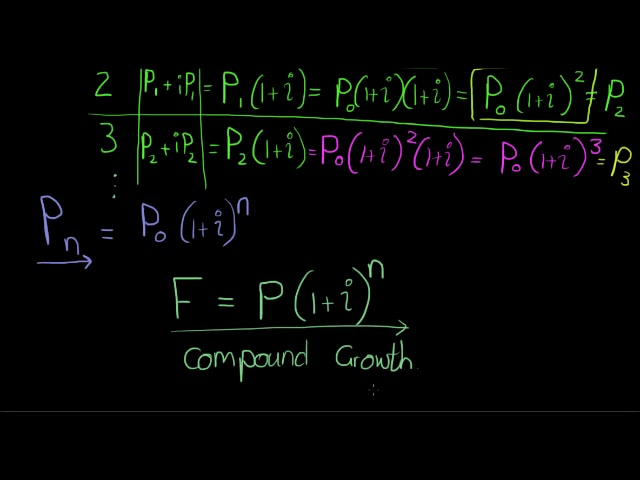 2 | P₁ + iP₁ | = P₁(1+i) = P₀(1+i)(1+i) = P₀(1+i)² = P₂
3 | P₂ + iP₂ | = P₂(1+i) = P₀(1+i)²(1+i) = P₀(1+i)³ = P₃
⋮
Pₙ = P₀(1+i)ⁿ
F = P(1+i)ⁿ
Compound Growth